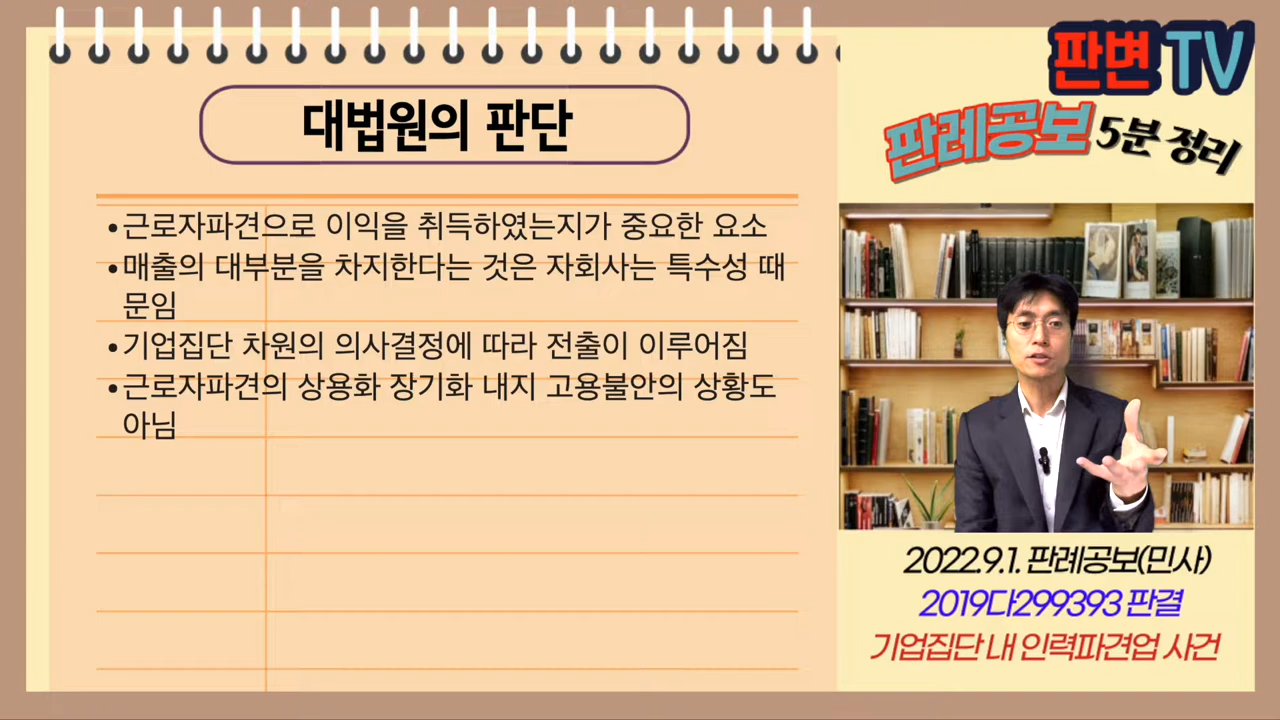 판변 TV
판례공보 5분 정리
대법원의 판단
•근로자파견으로 이익을 취득하였는지가 중요한 요소
•매출의 대부분을 차지한다는 것은 자회사는 특수성 때
문임
•기업집단 차원의 의사결정에 따라 전출이 이루어짐
•근로자파견의 상용화 장기화 내지 고용불안의 상황도
아님
2022.9.1. 판례공보(민사)
2019다299393 판결
기업집단 내 인력파견업 사건